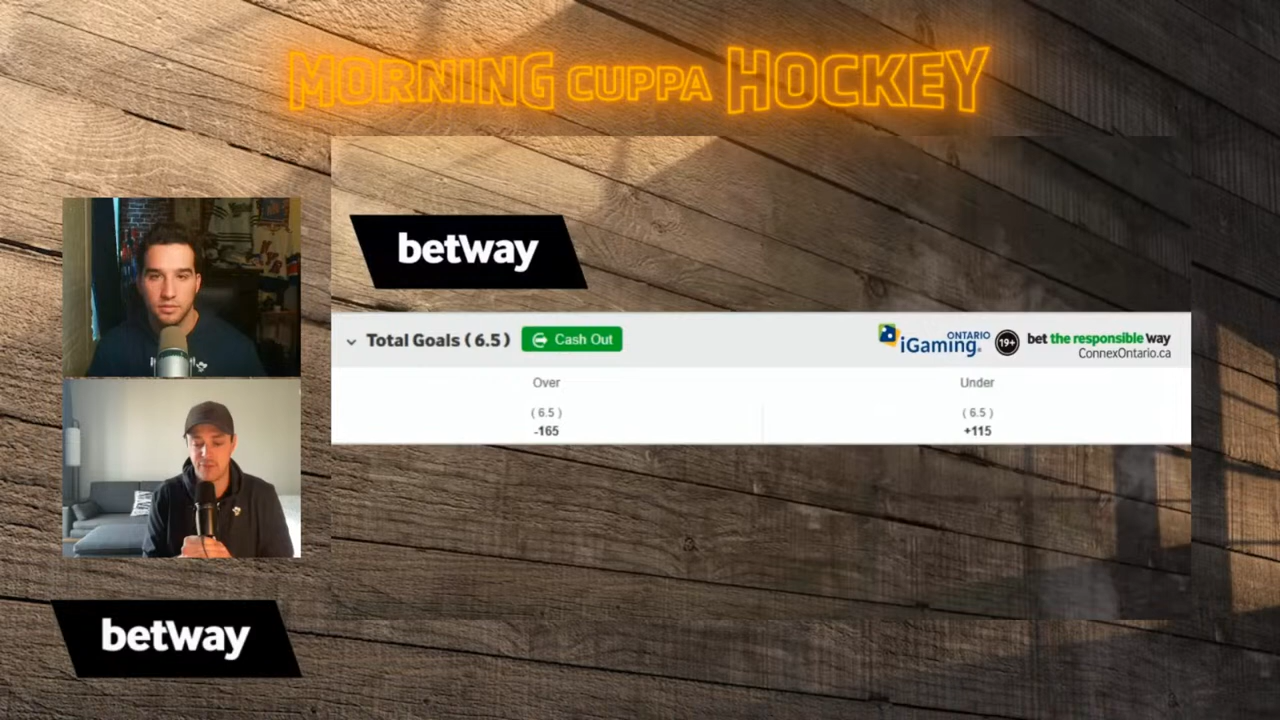 MORNING CUPPA HOCKEY
betway
Total Goals ( 6.5 ) Cash Out
ONTARIO
iGaming
19+
bet the responsible way
ConnexOntario.ca
Over Under
( 6.5 ) ( 6.5 )
-165 +115
betway